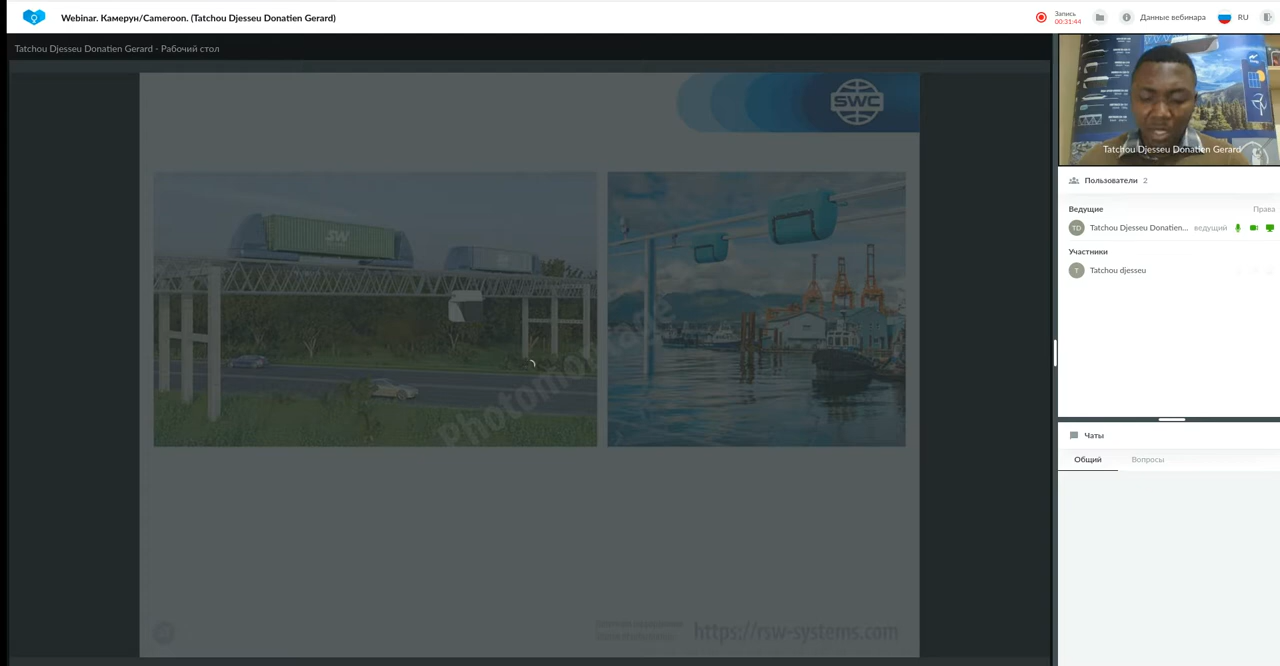 Webinar. Камерун/Cameroon. (Tatchou Djesseu Donatien Gerard)
Запись
00:31:44
Данные вебинара
RU
Tatchou Djesseu Donatien Gerard - Рабочий стол
SWC
SW
Photomontage
https://rsw-systems.com
Tatchou Djesseu Donatien Gerard
Пользователи 2
Ведущие Права
TD Tatchou Djesseu Donatien... ведущий
Участники
T Tatchou djesseu
Чаты
Общий Вопросы